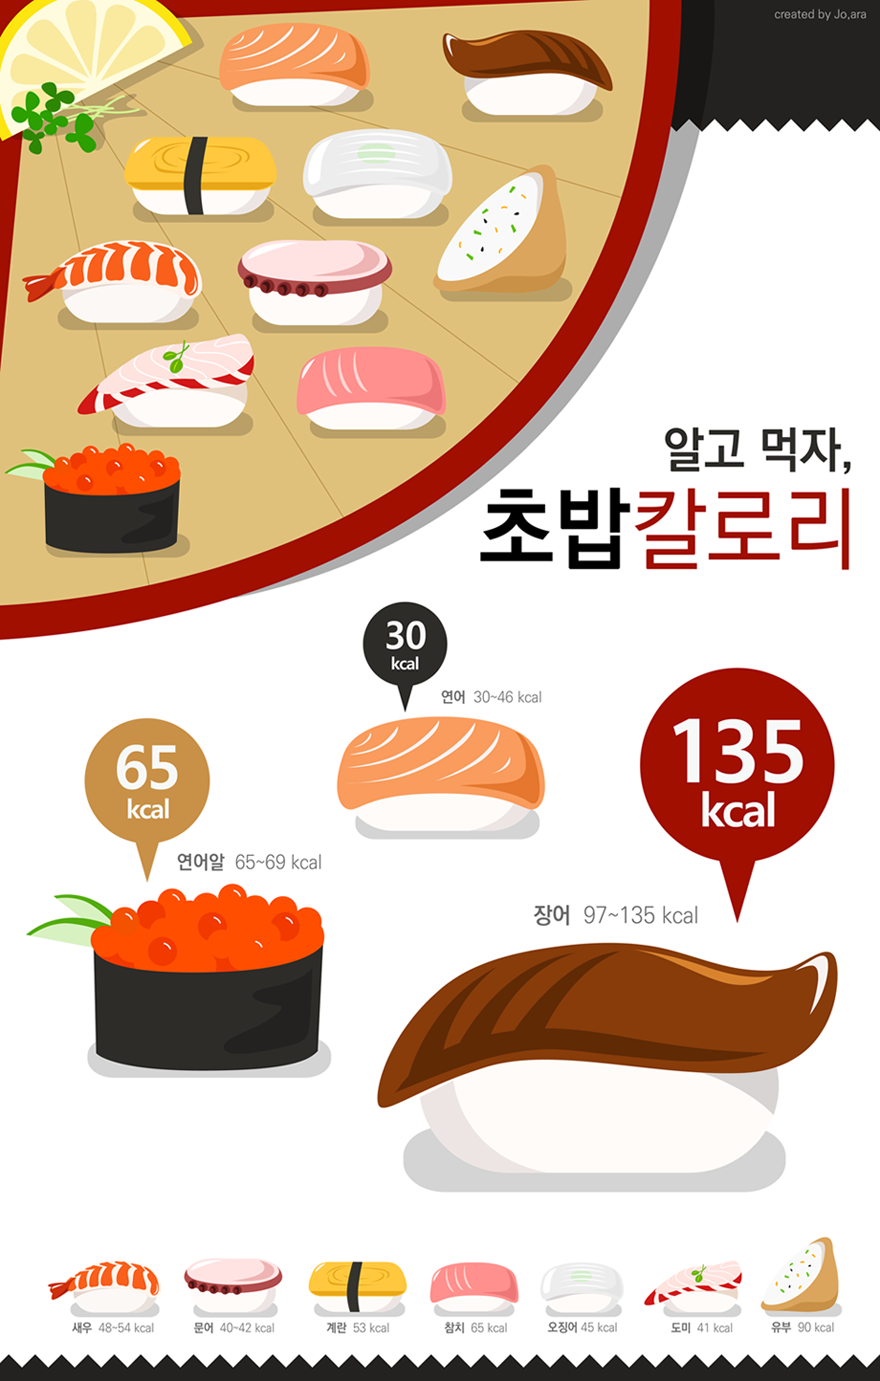 created by Jo,ara
알고 먹자,
초밥칼로리
30
kcal
연어 30~46 kcal
65
kcal
연어알 65~69 kcal
135
kcal
장어 97~135 kcal
새우 48~54 kcal
문어 40~42 kcal
계란 53 kcal
참치 65 kcal
오징어 45 kcal
도미 41 kcal
유부 90 kcal